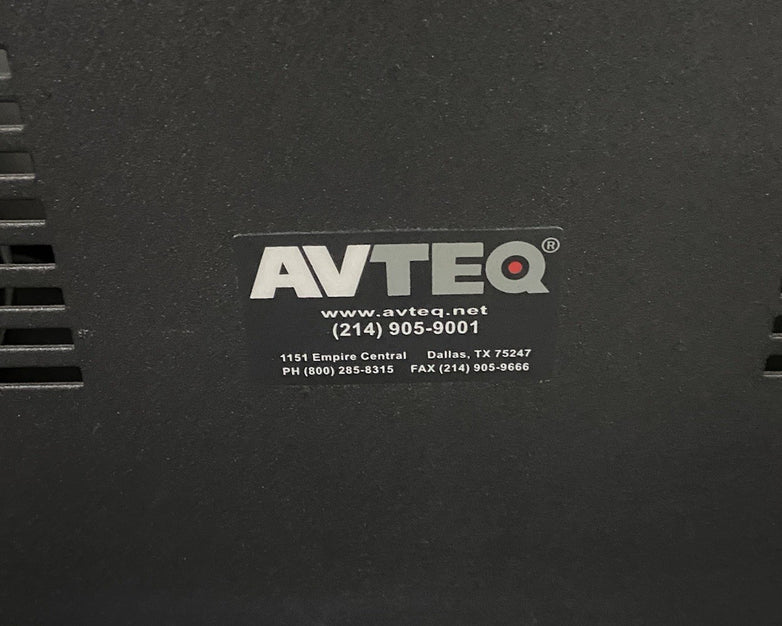 AVTEQ®
www.avteq.net
(214) 905-9001
1151 Empire Central Dallas, TX 75247
PH (800) 285-8315 FAX (214) 905-9666